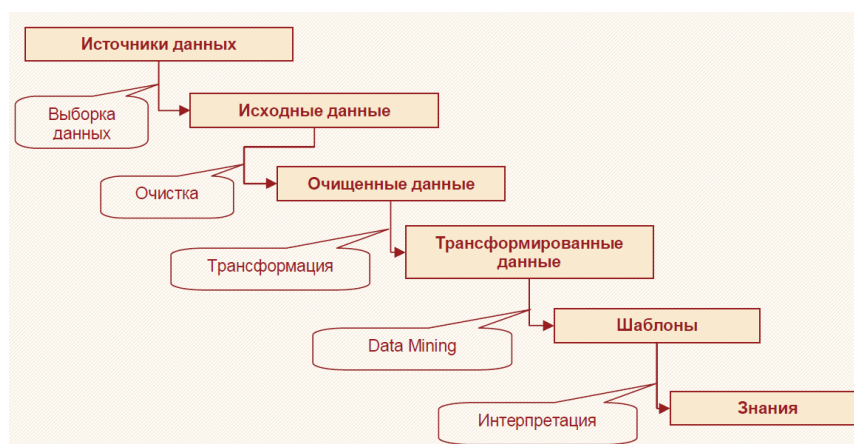 Источники данных
Выборка
данных
Исходные данные
Очистка
Очищенные данные
Трансформация
Трансформированные
данные
Data Mining
Шаблоны
Интерпретация
Знания